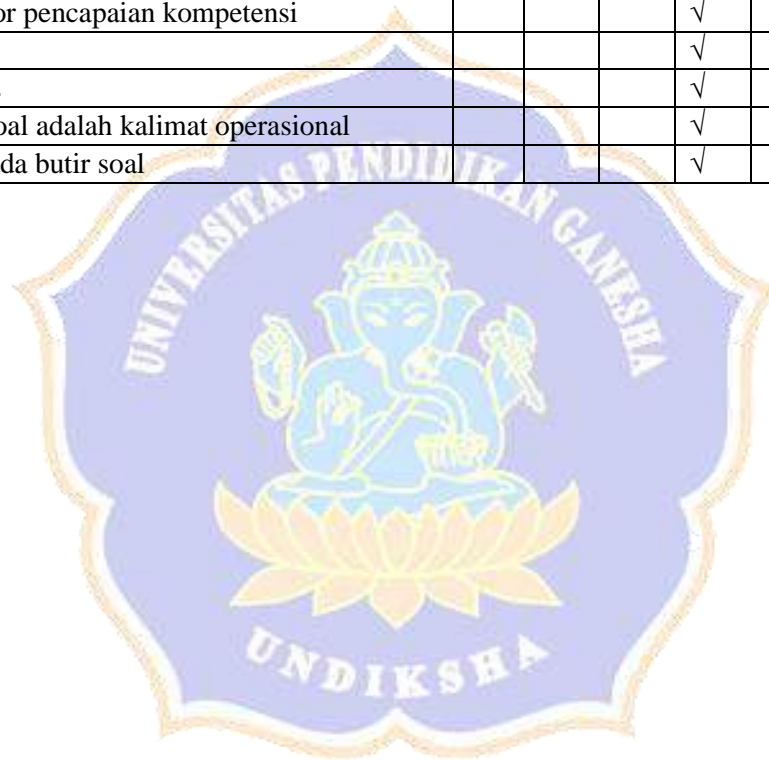 or pencapaian kompetensi √
√
√
oal adalah kalimat operasional √
da butir soal √
UNIVERSITAS PENDIDIKAN GANESHA
UNDIKSHA